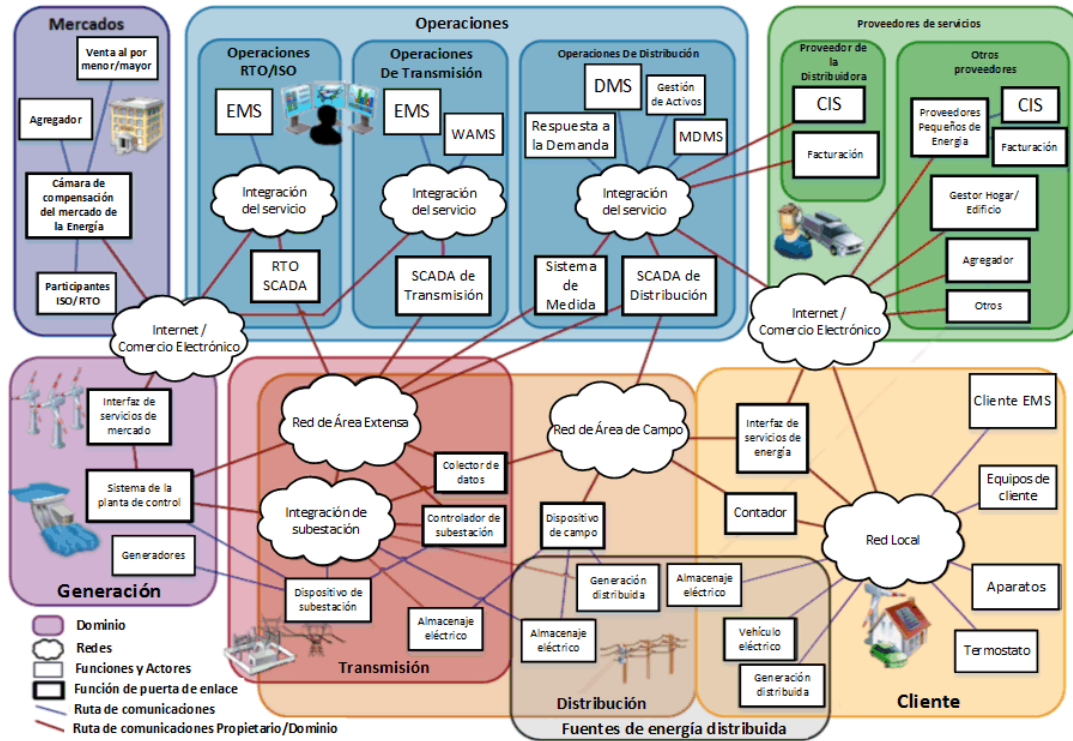 Mercados
Venta al por
menor/mayor
Agregador
Cámara de
compensación
del mercado de
la Energía
Participantes
ISO/RTO
Operaciones
Operaciones
RTO/ISO
EMS
Integración
del servicio
RTO
SCADA
Operaciones
De Transmisión
EMS
WAMS
Integración
del servicio
SCADA de
Transmisión
Operaciones De Distribución
DMS
Gestión
de Activos
Respuesta a
la Demanda
MDMS
Integración
del servicio
Sistema
de
Medida
SCADA de
Distribución
Proveedores de servicios
Proveedor de
la
Distribuidora
CIS
Facturación
Otros
proveedores
Proveedores
Pequeños de
Energía
CIS
Facturación
Gestor Hogar/
Edificio
Agregador
Otros
Internet /
Comercio Electrónico
Internet /
Comercio Electrónico
Interfaz de
servicios de
mercado
Sistema de la
planta de control
Generadores
Generación
Red de Área Extensa
Colector de
datos
Integración de
subestación
Controlador de
subestación
Dispositivo de
subestación
Almacenaje
eléctrico
Transmisión
Red de Área de Campo
Dispositivo
de campo
Generación
distribuida
Almacenaje
eléctrico
Distribución
Almacenaje
eléctrico
Vehículo
eléctrico
Generación
distribuida
Fuentes de energía distribuida
Interfaz de
servicios de
energía
Contador
Red Local
Cliente EMS
Equipos de
cliente
Aparatos
Termostato
Cliente
Dominio
Redes
Funciones y Actores
Función de puerta de enlace
Ruta de comunicaciones
Ruta de comunicaciones Propietario/Dominio